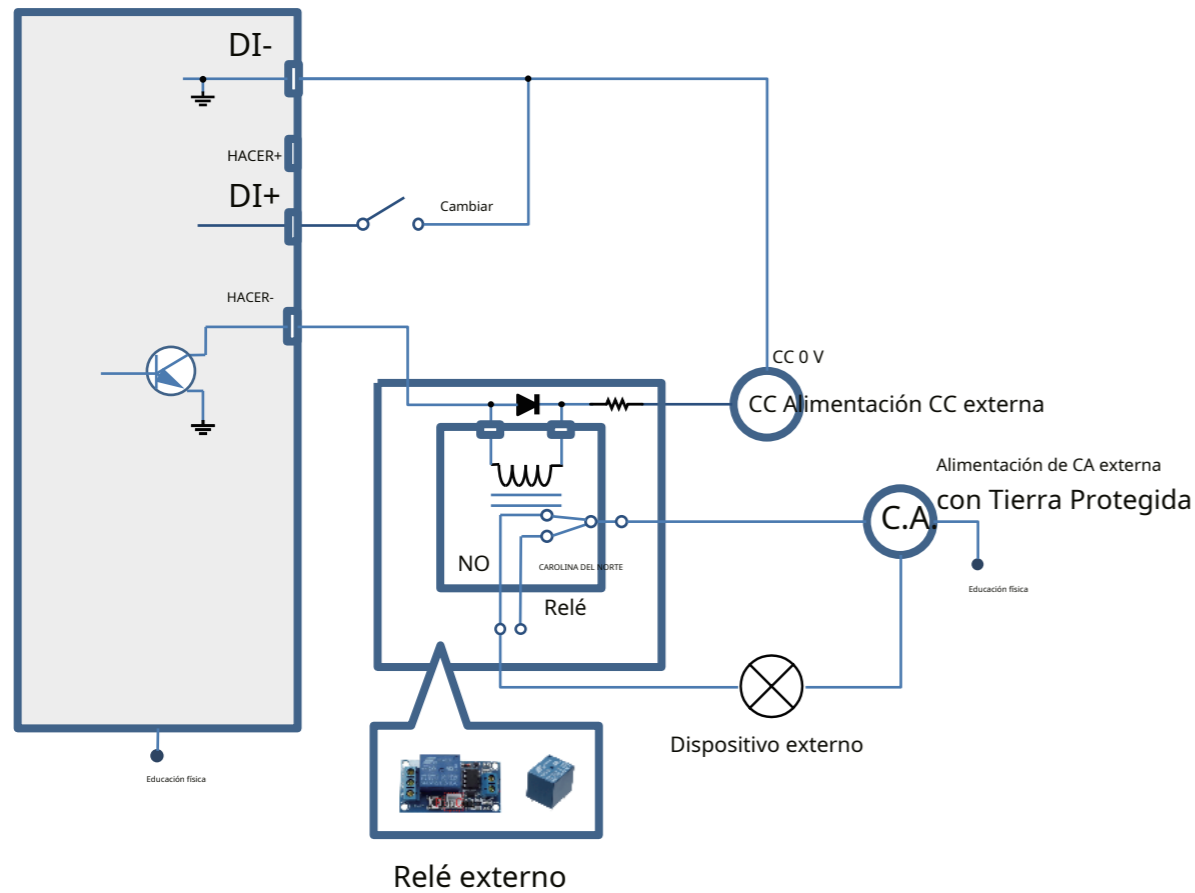 DI-
HACER+
DI+
Cambiar
HACER-
CC 0 V
CC Alimentación CC externa
Alimentación de CA externa
con Tierra Protegida
C.A.
NO
CAROLINA DEL NORTE
Educación física
Relé
Dispositivo externo
Educación física
Relé externo